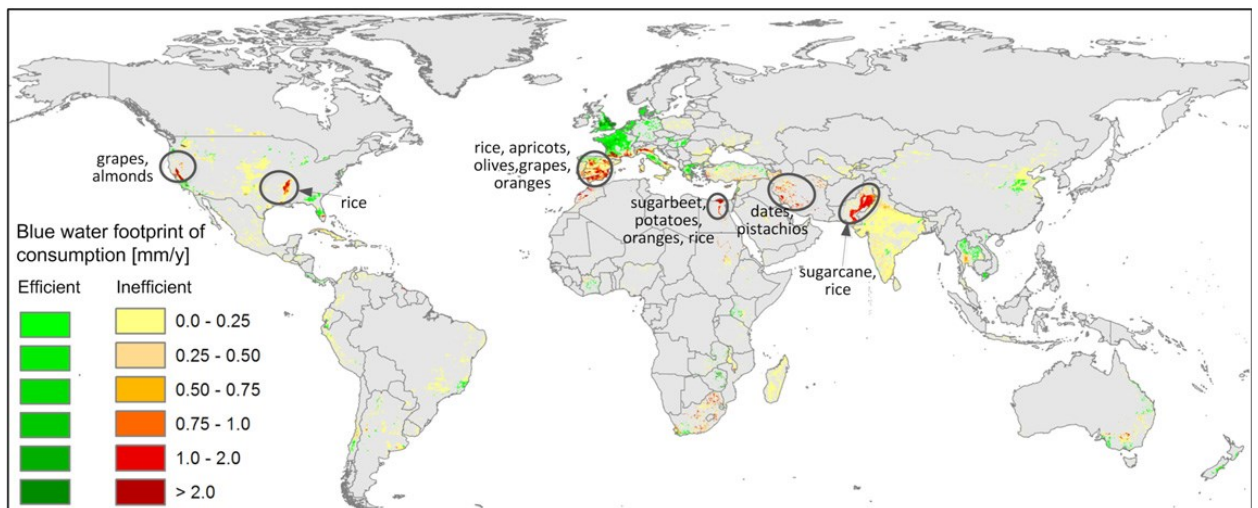 grapes,
almonds
rice
rice, apricots,
olives,grapes,
oranges
sugarbeet,
potatoes,
oranges, rice
dates,
pistachios
sugarcane,
rice
Blue water footprint of
consumption [mm/y]
Efficient Inefficient
0.0 - 0.25
0.25 - 0.50
0.50 - 0.75
0.75 - 1.0
1.0 - 2.0
> 2.0